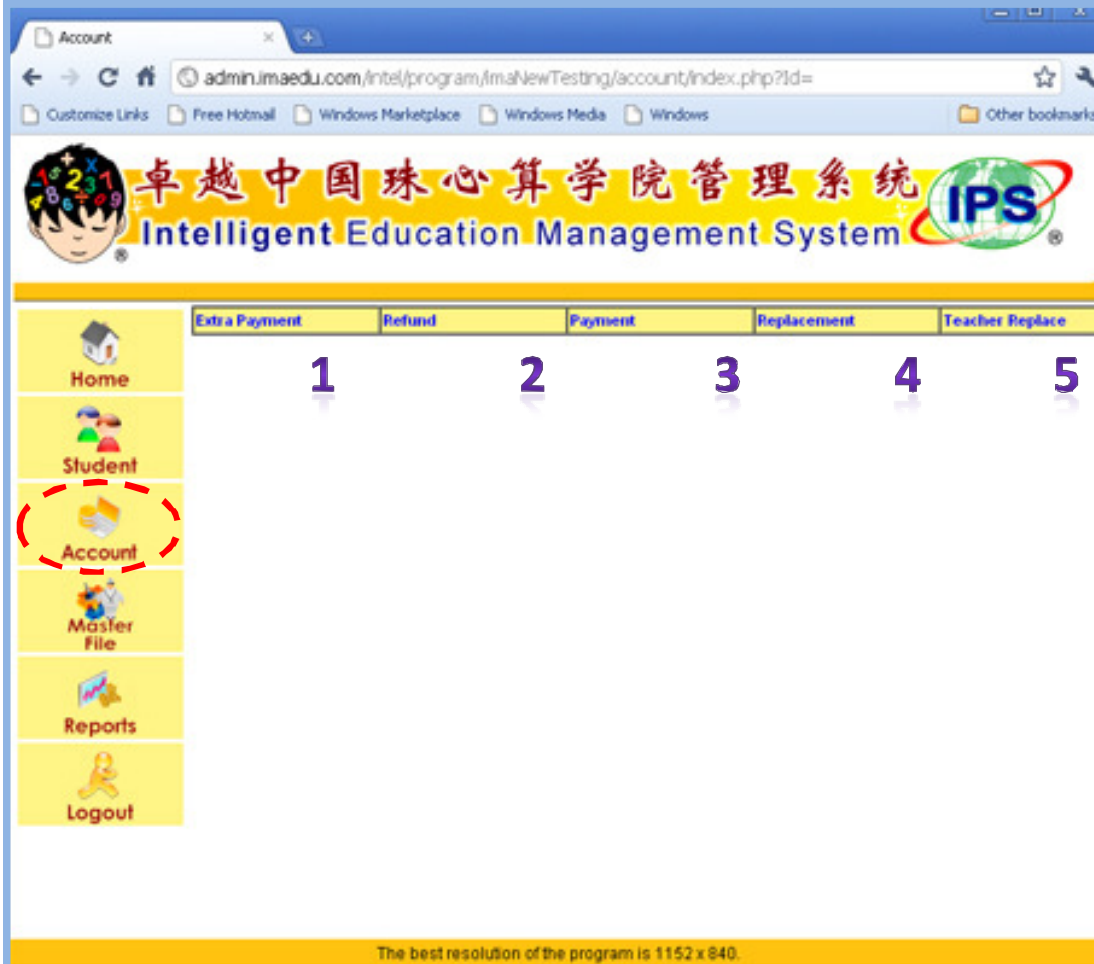 Account
admin.imaedu.com/intel/program/ImaNewTesting/account/index.php?Id=
Customize Links Free Hotmail Windows Marketplace Windows Media Windows Other bookmarks
卓越中国珠心算学院管理系统
Intelligent Education Management System
IPS
Extra Payment Refund Payment Replacement Teacher Replace
1 2 3 4 5
Home
Student
Account
Master
File
Reports
Logout
The best resolution of the program is 1152 x 840.